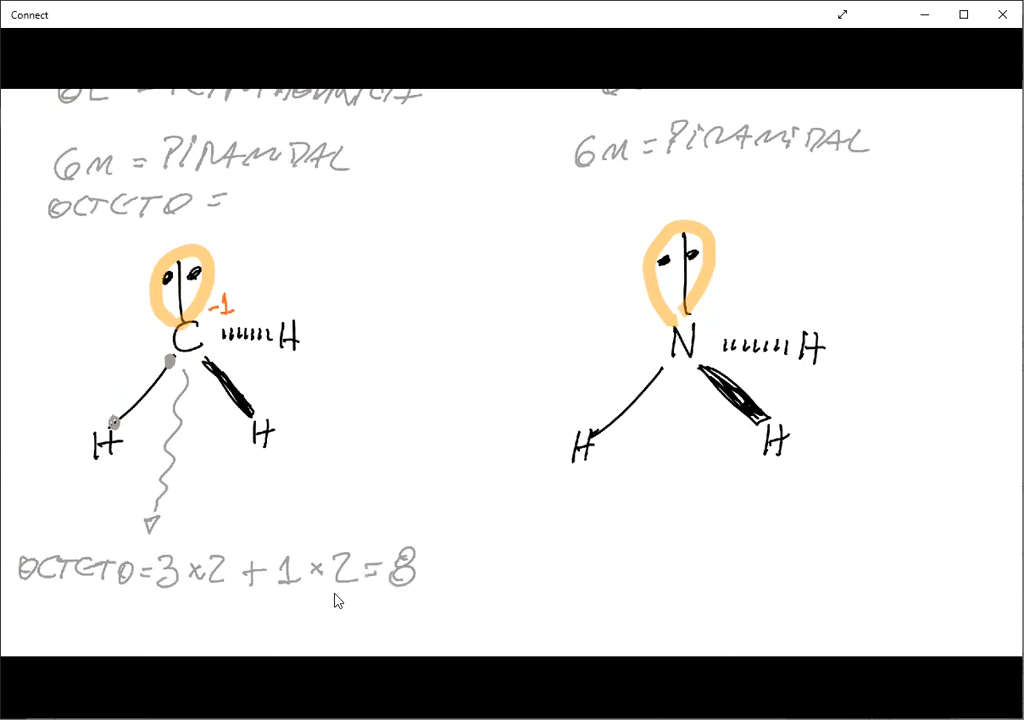 Connect
GM = PIRAMIDAL
GM = PIRAMIDAL
OCTETO =
-1
C
H
N
H
H
H
H
H
OCTETO = 3 × 2 + 1 × 2 = 8